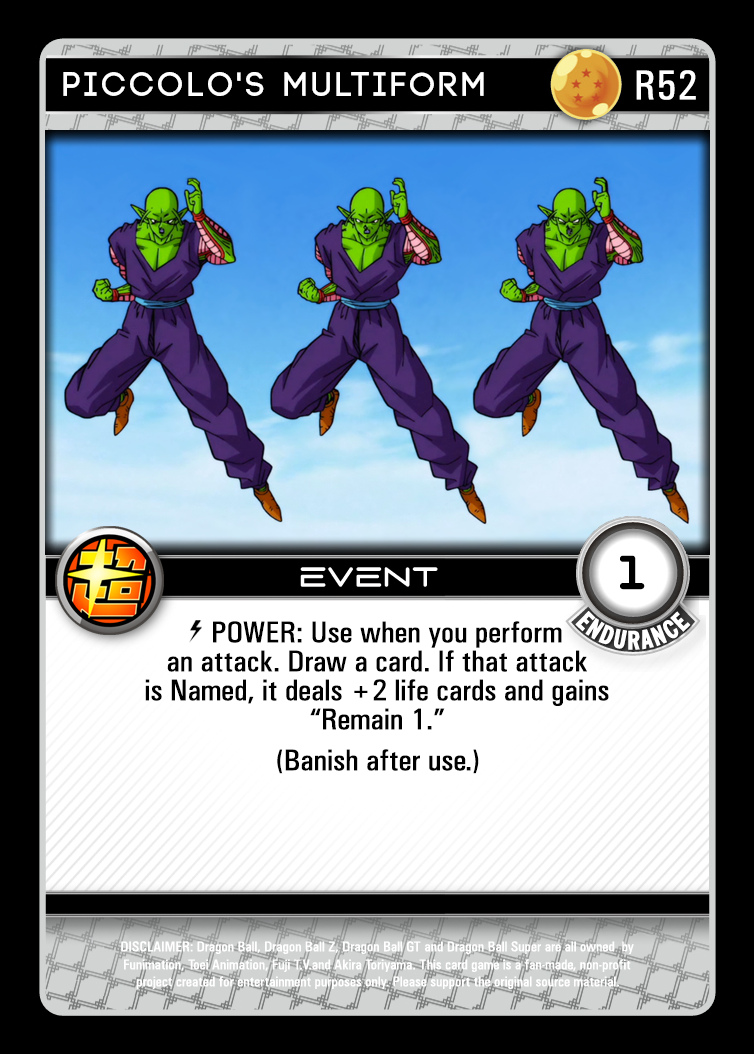 PICCOLO'S MULTIFORM
R52
EVENT
1
ENDURANCE
POWER: Use when you perform
an attack. Draw a card. If that attack
is Named, it deals +2 life cards and gains
“Remain 1.”
(Banish after use.)
DISCLAIMER: Dragon Ball, Dragon Ball Z, Dragon Ball GT and Dragon Ball Super are all owned by
Funimation, Toei Animation, Fuji T.V.and Akira Toriyama. This card game is a fan-made, non-profit
project created for entertainment purposes only. Please support the original source material.